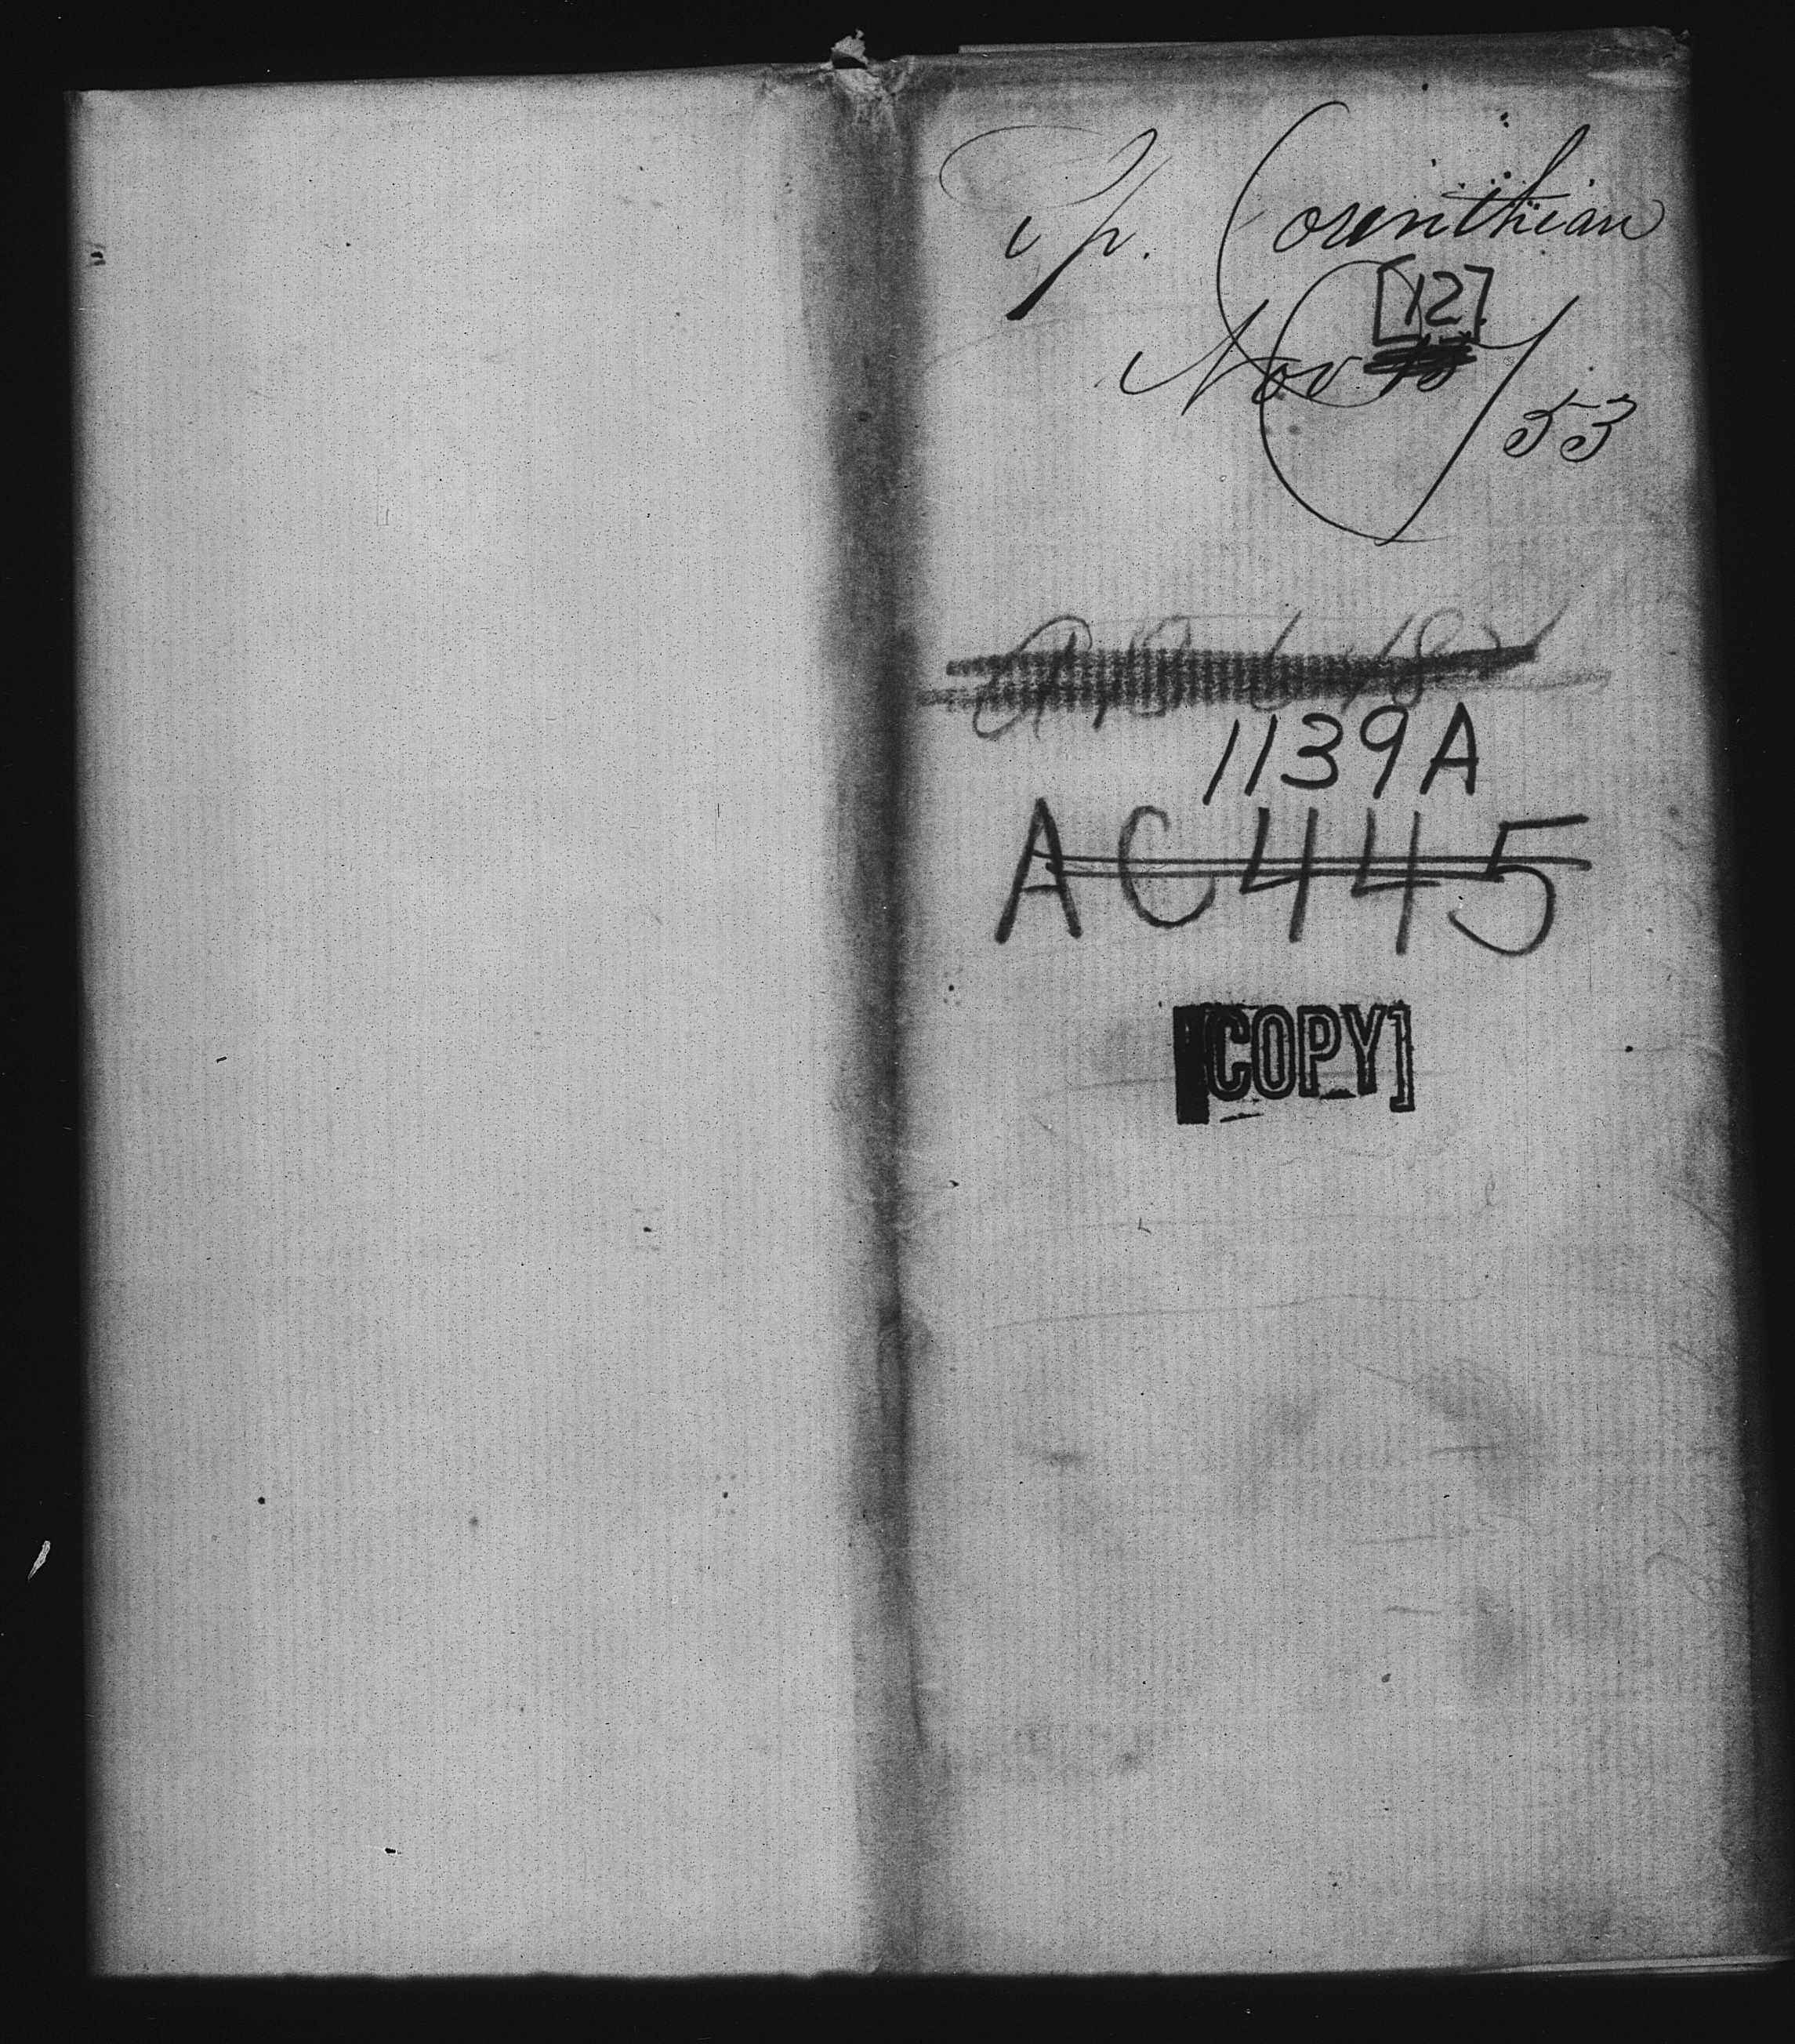 Sp. Corinthian
[12]
Nov 53
1139A
AC445
[COPY]